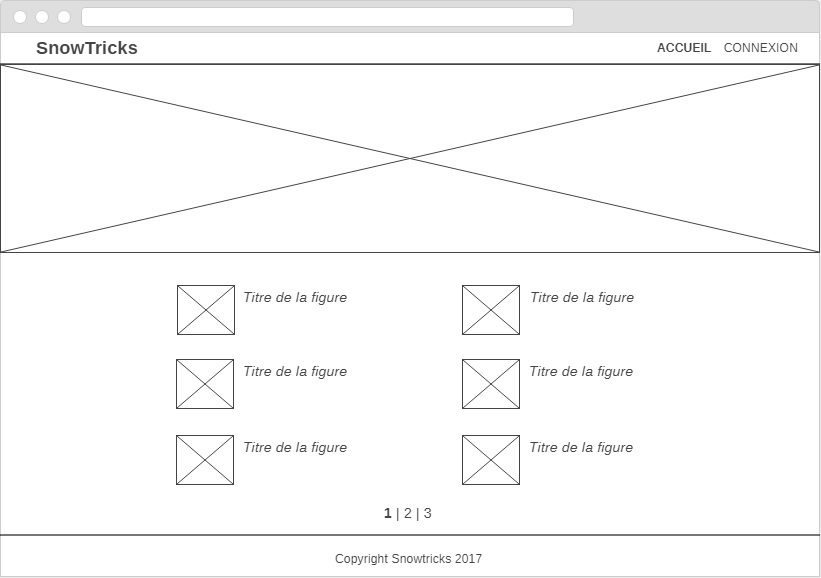 SnowTricks
ACCUEIL CONNEXION
Titre de la figure
Titre de la figure
Titre de la figure
Titre de la figure
Titre de la figure
Titre de la figure
1 | 2 | 3
Copyright Snowtricks 2017